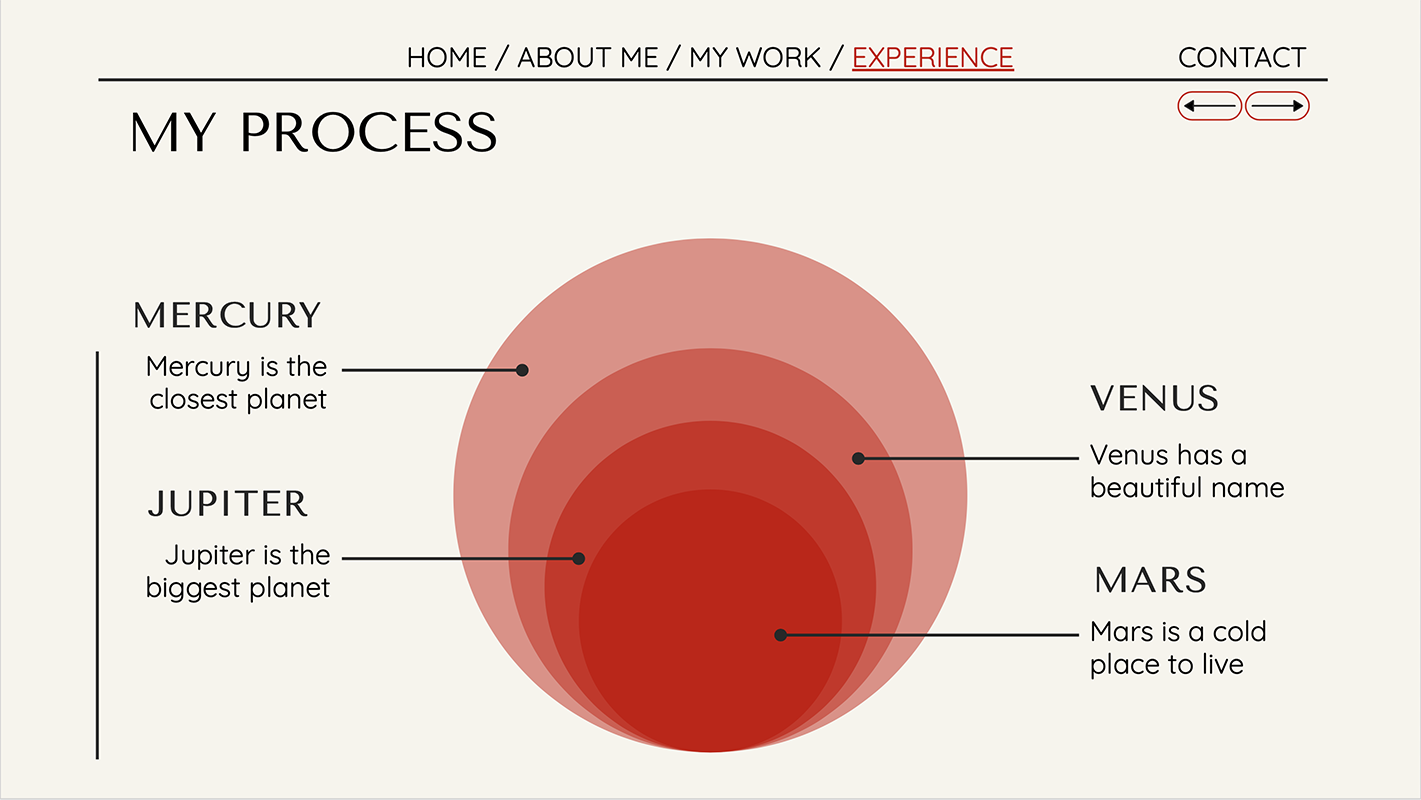 HOME / ABOUT ME / MY WORK / EXPERIENCE
CONTACT
MY PROCESS
MERCURY
Mercury is the
closest planet
JUPITER
Jupiter is the
biggest planet
VENUS
Venus has a
beautiful name
MARS
Mars is a cold
place to live